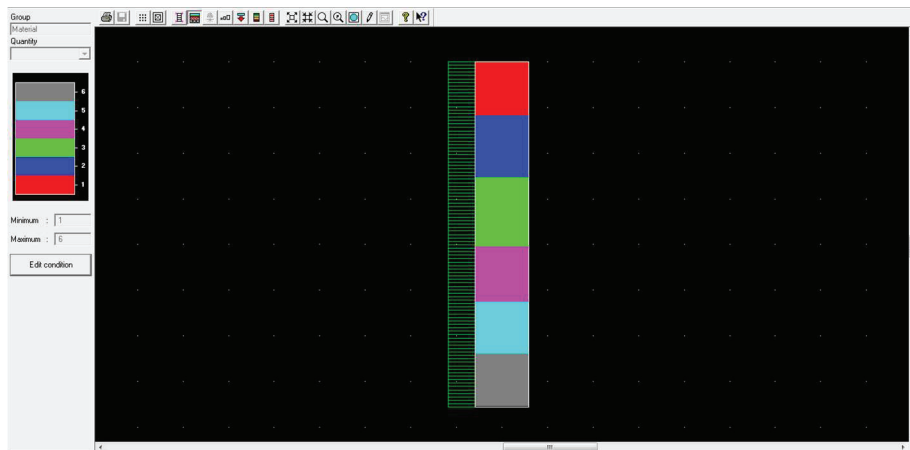 Group
Material
Quantity
6
5
4
3
2
1
Minimum : 1
Maximum : 6
Edit condition